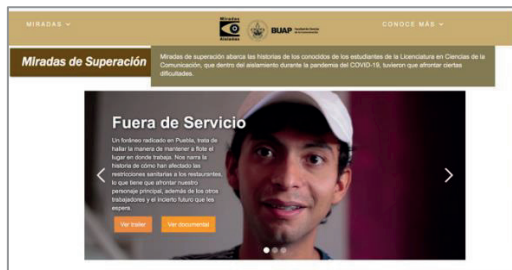 MIRADAS
Miradas
Aisladas
BUAP
CONOCE MÁS
Miradas de Superación
Miradas de superación abarca las historias de los conocidos de los estudiantes de la Licenciatura en Ciencias de la
Comunicación, que dentro del aislamiento durante la pandemia del COVID-19, tuvieron que afrontar ciertas
dificultades.
Fuera de Servicio
Un foráneo radicado en Puebla, trata de
hallar la manera de mantener a flote el
lugar en donde trabaja. Nos narra la
historia de cómo han afectado las
restricciones sanitarias a los restaurantes,
lo que tiene que afrontar nuestro
personaje principal, además de los otros
trabajadores y el incierto futuro que les
espera.
Ver trailer
Ver documental